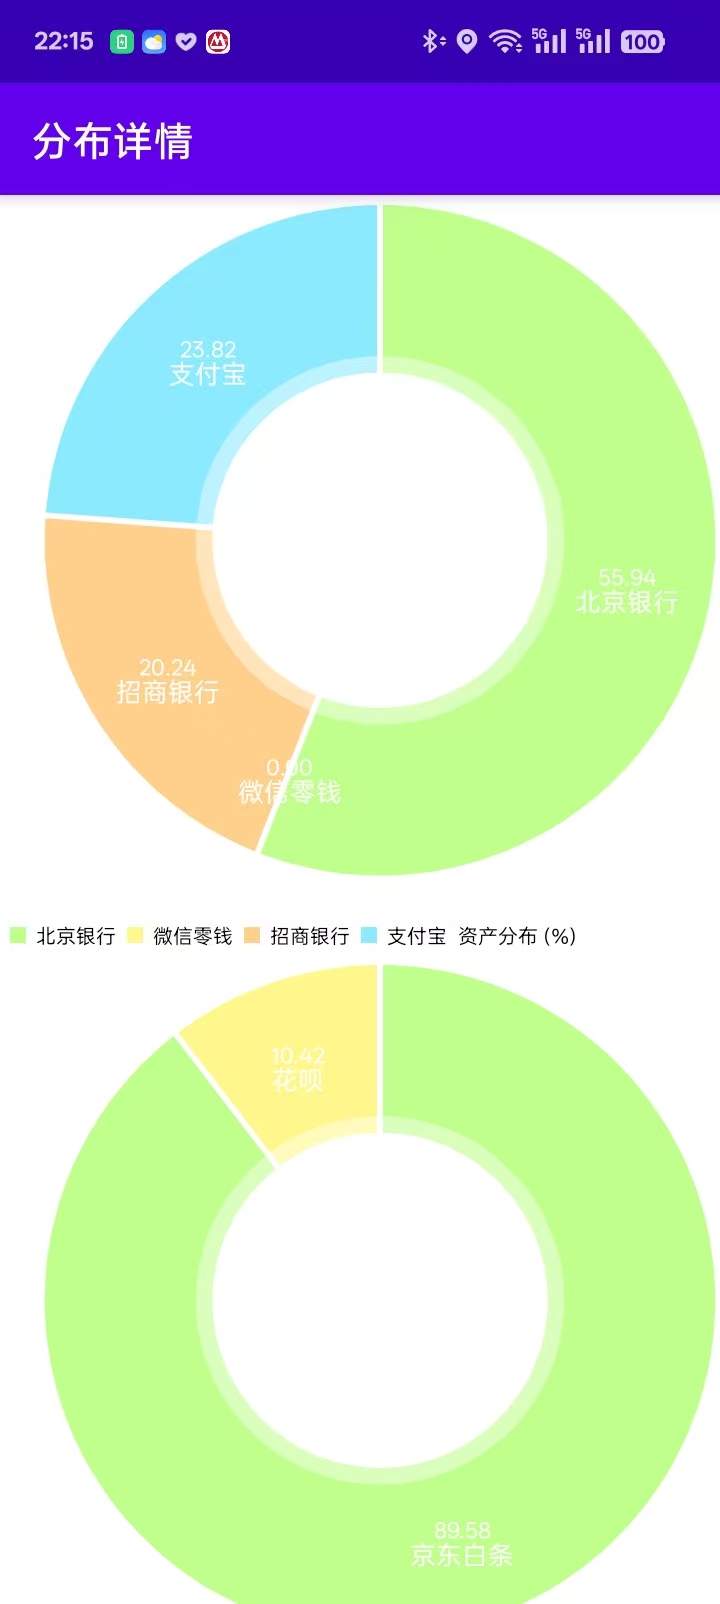 22:15 5G 5G 100
分布详情
23.82
支付宝
55.94
北京银行
20.24
招商银行
0.00
微信零钱
北京银行 微信零钱 招商银行 支付宝 资产分布 (%)
10.42
花呗
89.58
京东白条